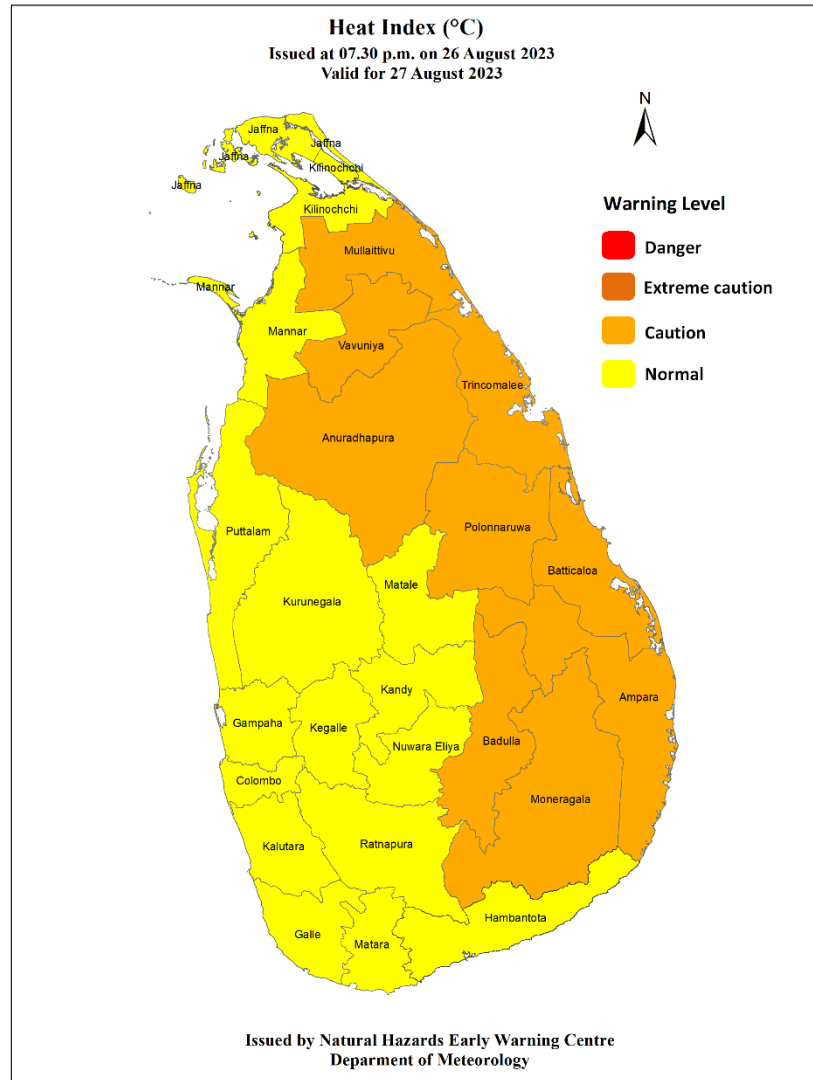 Heat Index (°C)
Issued at 07.30 p.m. on 26 August 2023
Valid for 27 August 2023
N
Jaffna
Jaffna
Jaffna
Kilinochchi
Jaffna
Kilinochchi
Warning Level
Danger
Mullaittivu
Extreme caution
Mannar
Mannar
Caution
Vavuniya
Normal
Trincomalee
Anuradhapura
Puttalam
Polonnaruwa
Batticaloa
Matale
Kurunegala
Kandy
Ampara
Gampaha
Kegalle
Nuwara Eliya
Badulla
Colombo
Moneragala
Kalutara
Ratnapura
Hambantota
Galle
Matara
Issued by Natural Hazards Early Warning Centre
Deparment of Meteorology